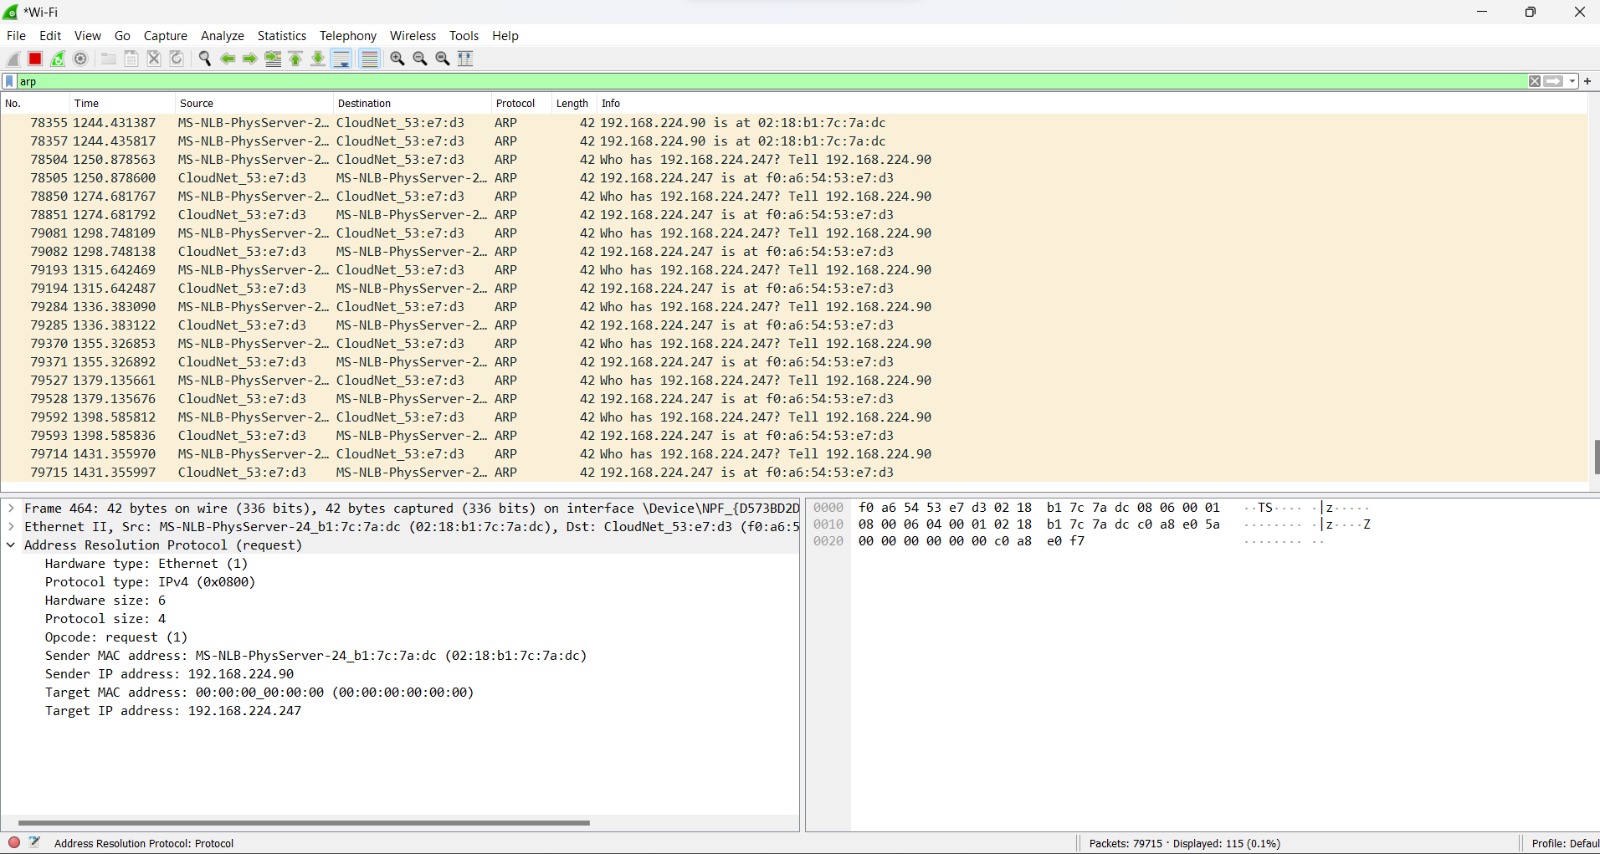 *Wi-Fi
File Edit View Go Capture Analyze Statistics Telephony Wireless Tools Help
arp
No. Time Source Destination Protocol Length Info
78355 1244.431387 MS-NLB-PhysServer-2… CloudNet_53:e7:d3 ARP 42 192.168.224.90 is at 02:18:b1:7c:7a:dc
78357 1244.435817 MS-NLB-PhysServer-2… CloudNet_53:e7:d3 ARP 42 192.168.224.90 is at 02:18:b1:7c:7a:dc
78504 1250.878563 MS-NLB-PhysServer-2… CloudNet_53:e7:d3 ARP 42 Who has 192.168.224.247? Tell 192.168.224.90
78505 1250.878600 CloudNet_53:e7:d3 MS-NLB-PhysServer-2… ARP 42 192.168.224.247 is at f0:a6:54:53:e7:d3
78850 1274.681767 MS-NLB-PhysServer-2… CloudNet_53:e7:d3 ARP 42 Who has 192.168.224.247? Tell 192.168.224.90
78851 1274.681792 CloudNet_53:e7:d3 MS-NLB-PhysServer-2… ARP 42 192.168.224.247 is at f0:a6:54:53:e7:d3
79081 1298.748109 MS-NLB-PhysServer-2… CloudNet_53:e7:d3 ARP 42 Who has 192.168.224.247? Tell 192.168.224.90
79082 1298.748138 CloudNet_53:e7:d3 MS-NLB-PhysServer-2… ARP 42 192.168.224.247 is at f0:a6:54:53:e7:d3
79193 1315.642469 MS-NLB-PhysServer-2… CloudNet_53:e7:d3 ARP 42 Who has 192.168.224.247? Tell 192.168.224.90
79194 1315.642487 CloudNet_53:e7:d3 MS-NLB-PhysServer-2… ARP 42 192.168.224.247 is at f0:a6:54:53:e7:d3
79284 1336.383090 MS-NLB-PhysServer-2… CloudNet_53:e7:d3 ARP 42 Who has 192.168.224.247? Tell 192.168.224.90
79285 1336.383122 CloudNet_53:e7:d3 MS-NLB-PhysServer-2… ARP 42 192.168.224.247 is at f0:a6:54:53:e7:d3
79370 1355.326853 MS-NLB-PhysServer-2… CloudNet_53:e7:d3 ARP 42 Who has 192.168.224.247? Tell 192.168.224.90
79371 1355.326892 CloudNet_53:e7:d3 MS-NLB-PhysServer-2… ARP 42 192.168.224.247 is at f0:a6:54:53:e7:d3
79527 1379.135661 MS-NLB-PhysServer-2… CloudNet_53:e7:d3 ARP 42 Who has 192.168.224.247? Tell 192.168.224.90
79528 1379.135676 CloudNet_53:e7:d3 MS-NLB-PhysServer-2… ARP 42 192.168.224.247 is at f0:a6:54:53:e7:d3
79592 1398.585812 MS-NLB-PhysServer-2… CloudNet_53:e7:d3 ARP 42 Who has 192.168.224.247? Tell 192.168.224.90
79593 1398.585836 CloudNet_53:e7:d3 MS-NLB-PhysServer-2… ARP 42 192.168.224.247 is at f0:a6:54:53:e7:d3
79714 1431.355970 MS-NLB-PhysServer-2… CloudNet_53:e7:d3 ARP 42 Who has 192.168.224.247? Tell 192.168.224.90
79715 1431.355997 CloudNet_53:e7:d3 MS-NLB-PhysServer-2… ARP 42 192.168.224.247 is at f0:a6:54:53:e7:d3
Frame 464: 42 bytes on wire (336 bits), 42 bytes captured (336 bits) on interface \Device\NPF_{D573BD2D
Ethernet II, Src: MS-NLB-PhysServer-24_b1:7c:7a:dc (02:18:b1:7c:7a:dc), Dst: CloudNet_53:e7:d3 (f0:a6:5
Address Resolution Protocol (request)
Hardware type: Ethernet (1)
Protocol type: IPv4 (0x0800)
Hardware size: 6
Protocol size: 4
Opcode: request (1)
Sender MAC address: MS-NLB-PhysServer-24_b1:7c:7a:dc (02:18:b1:7c:7a:dc)
Sender IP address: 192.168.224.90
Target MAC address: 00:00:00_00:00:00 (00:00:00:00:00:00)
Target IP address: 192.168.224.247
0000 f0 a6 54 53 e7 d3 02 18 b1 7c 7a dc 08 06 00 01 ··TS···· ·|z·····
0010 08 00 06 04 00 01 02 18 b1 7c 7a dc c0 a8 e0 5a ········ ·|z····Z
0020 00 00 00 00 00 00 c0 a8 e0 f7 ········ ··
Address Resolution Protocol: Protocol
Packets: 79715 · Displayed: 115 (0.1%)
Profile: Defau